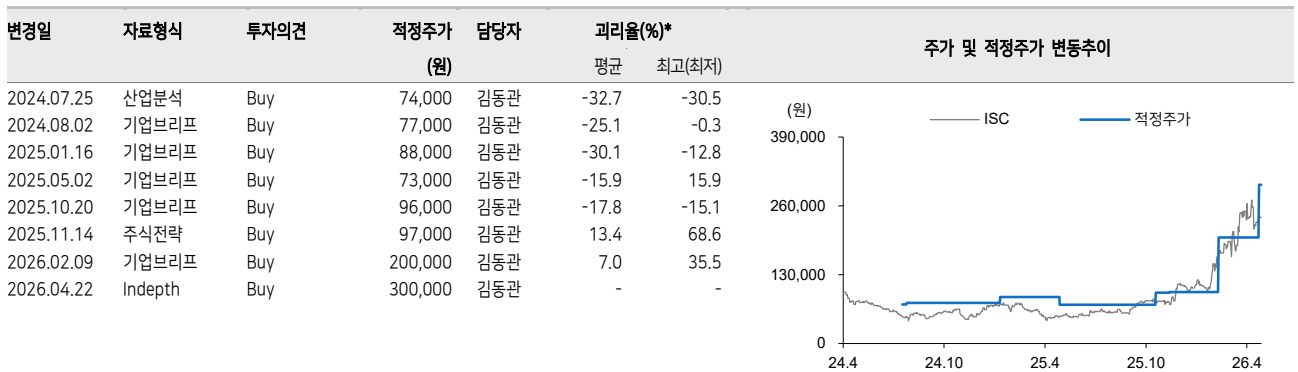 변경일 자료형식 투자의견 적정주가 담당자 괴리율(%)*
(원) 평균 최고(최저)
2024.07.25 산업분석 Buy 74,000 김동관 -32.7 -30.5
2024.08.02 기업브리프 Buy 77,000 김동관 -25.1 -0.3
2025.01.16 기업브리프 Buy 88,000 김동관 -30.1 -12.8
2025.05.02 기업브리프 Buy 73,000 김동관 -15.9 15.9
2025.10.20 기업브리프 Buy 96,000 김동관 -17.8 -15.1
2025.11.14 주식전략 Buy 97,000 김동관 13.4 68.6
2026.02.09 기업브리프 Buy 200,000 김동관 7.0 35.5
2026.04.22 Indepth Buy 300,000 김동관 - -
주가 및 적정주가 변동추이
(원) ISC 적정주가
390,000
260,000
130,000
0
24.4 24.10 25.4 25.10 26.4